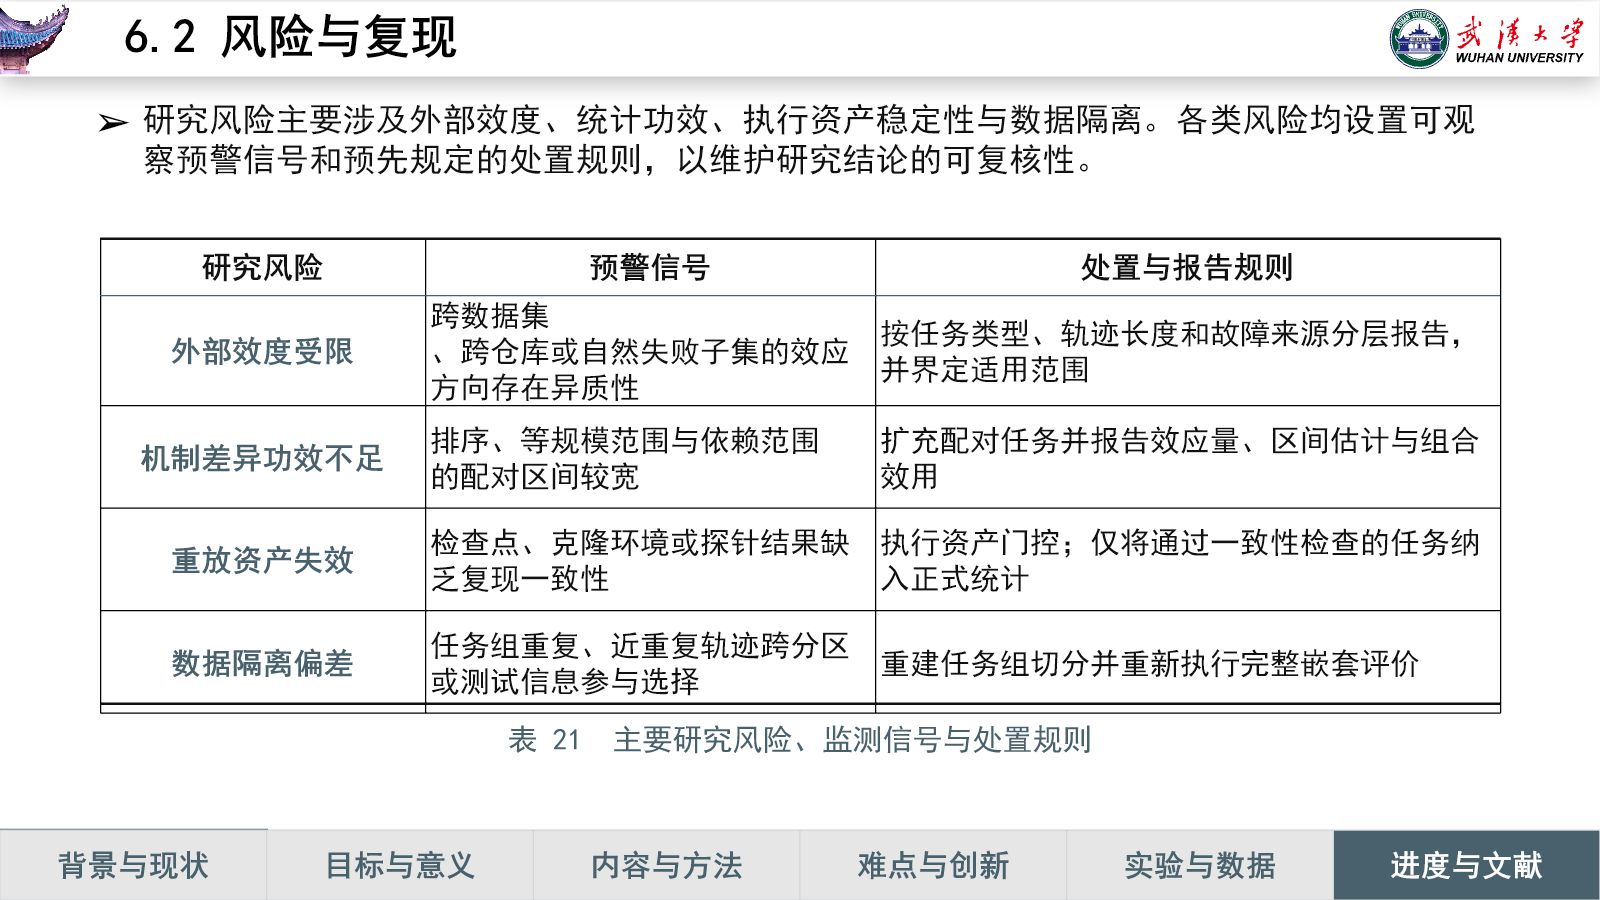 6.2 风险与复现
武汉大学
WUHAN UNIVERSITY
➢ 研究风险主要涉及外部效度、统计功效、执行资产稳定性与数据隔离。各类风险均设置可观
察预警信号和预先规定的处置规则，以维护研究结论的可复核性。
研究风险 预警信号 处置与报告规则
外部效度受限
跨数据集
、跨仓库或自然失败子集的效应
方向存在异质性
按任务类型、轨迹长度和故障来源分层报告，
并界定适用范围
机制差异功效不足
排序、等规模范围与依赖范围
的配对区间较宽
扩充配对任务并报告效应量、区间估计与组合
效用
重放资产失效
检查点、克隆环境或探针结果缺
乏复现一致性
执行资产门控；仅将通过一致性检查的任务纳
入正式统计
数据隔离偏差
任务组重复、近重复轨迹跨分区
或测试信息参与选择
重建任务组切分并重新执行完整嵌套评价
表 21 主要研究风险、监测信号与处置规则
背景与现状 目标与意义 内容与方法 难点与创新 实验与数据 进度与文献